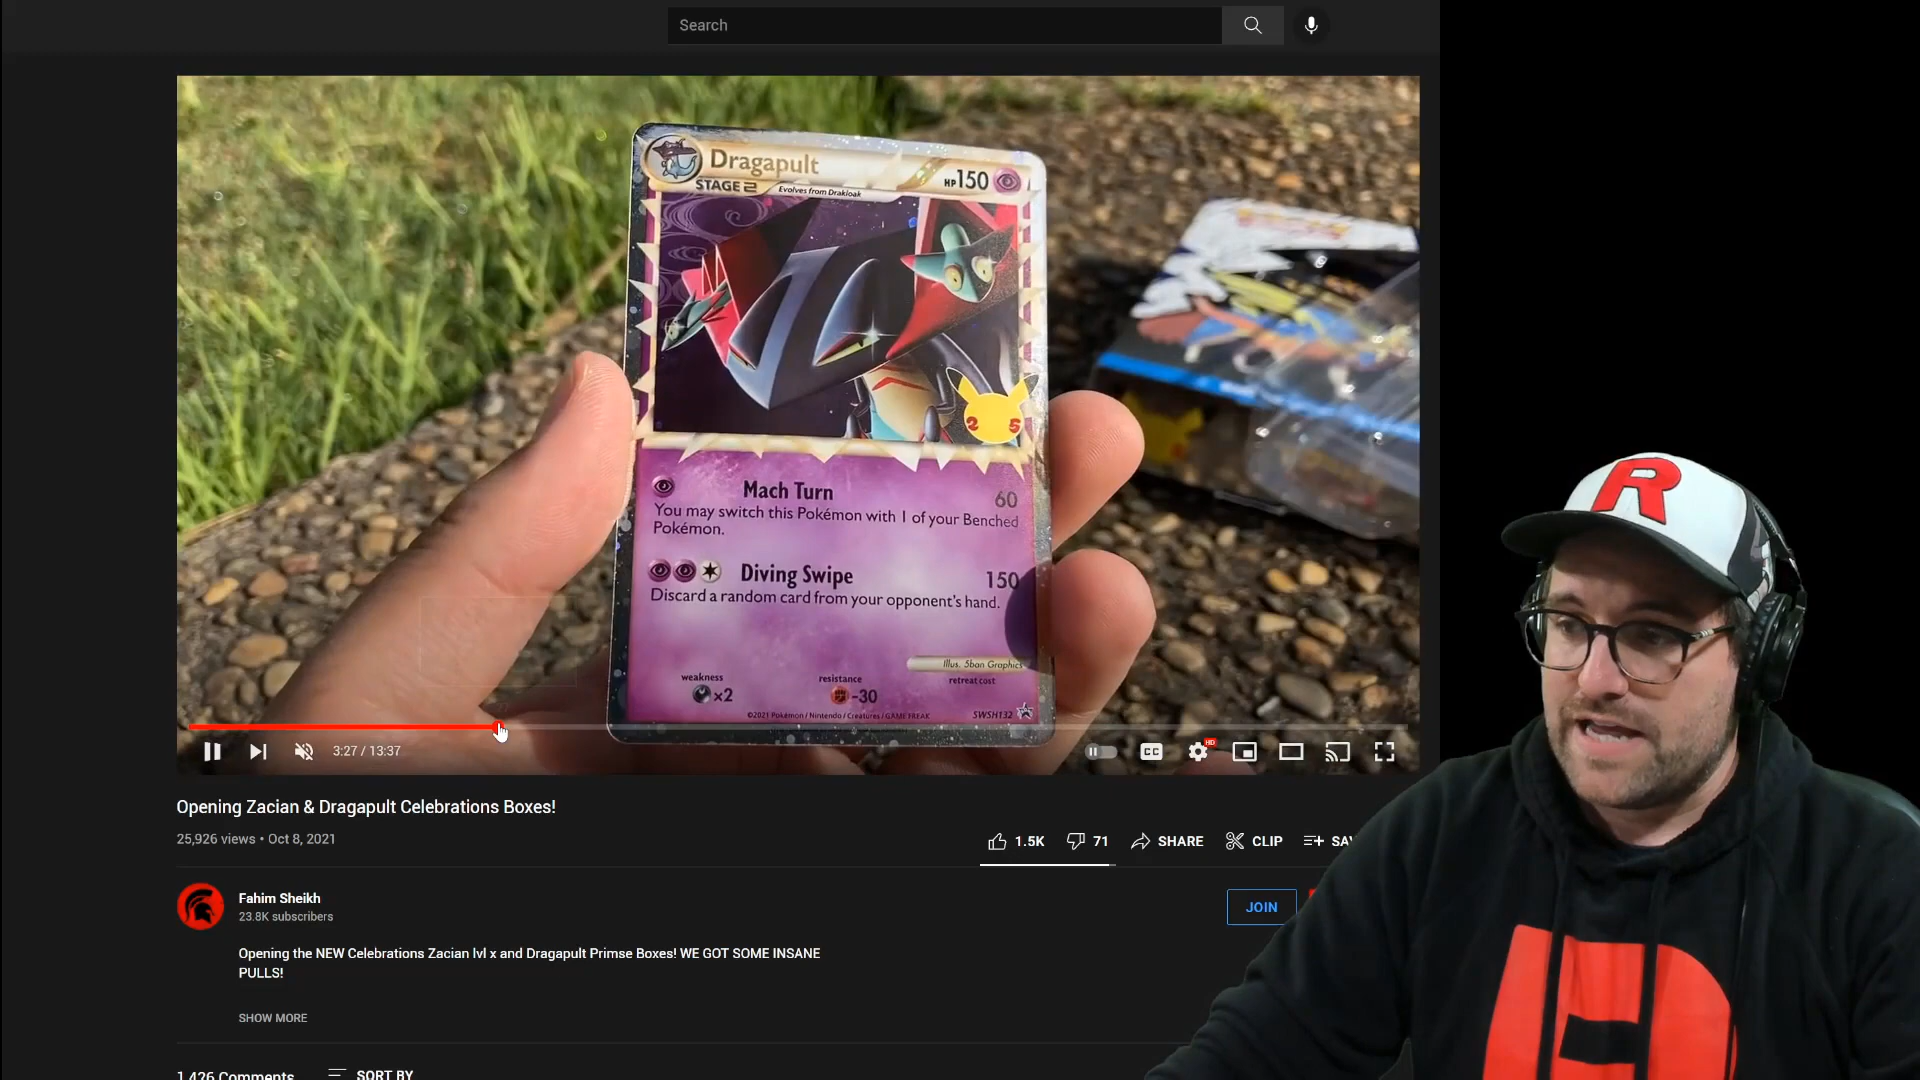 Search
Dragapult
STAGE 2
Evolves from Drakloak
HP150
25
Mach Turn
60
You may switch this Pokémon with 1 of your Benched
Pokémon.
Diving Swipe
150
Discard a random card from your opponent's hand.
Illus. 5ban Graphics
weakness
resistance
retreat cost
×2
-30
©2021 Pokémon / Nintendo / Creatures / GAME FREAK
SWSH132
3:27 / 13:37
CC
HD
Opening Zacian & Dragapult Celebrations Boxes!
25,926 views • Oct 8, 2021
1.5K
71
SHARE
CLIP
SAV
Fahim Sheikh
23.8K subscribers
JOIN
Opening the NEW Celebrations Zacian lvl x and Dragapult Primse Boxes! WE GOT SOME INSANE
PULLS!
SHOW MORE
1,426 Comments
SORT BY
R
R